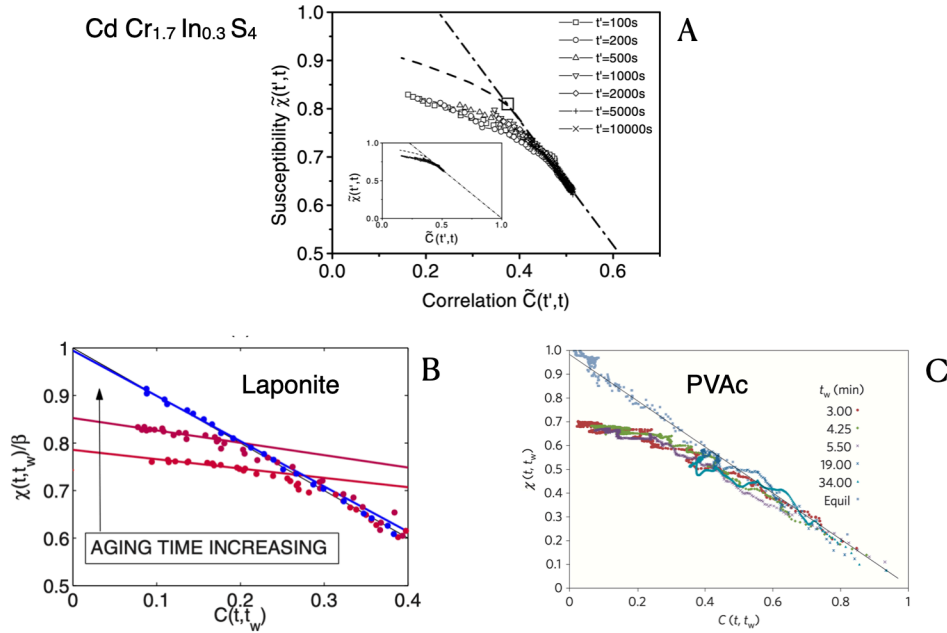 Cd Cr1.7 In0.3 S4
A
t'=100s
t'=200s
t'=500s
t'=1000s
t'=2000s
t'=5000s
t'=10000s
Susceptibility χ̃(t',t)
1.0
0.9
0.8
0.7
0.6
0.5
0.0
0.2
0.4
0.6
Correlation C̃(t',t)
χ̃(t',t)
1.0
0.75
0.5
0.25
0.0
0.0
0.5
1.0
C̃(t',t)
Laponite
B
χ(t,tw)/β
1
0.9
0.8
0.7
0.6
0.5
AGING TIME INCREASING
0
0.1
0.2
0.3
0.4
C(t,tw)
PVAc
C
tw (min)
3.00
4.25
5.50
19.00
34.00
Equil
χ(t, tw)
1.0
0.9
0.8
0.7
0.6
0.5
0.4
0.3
0.2
0.1
0
0
0.2
0.4
0.6
0.8
1
C(t, tw)